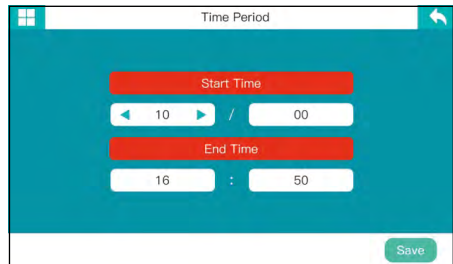 Time Period
Start Time
10 / 00
End Time
16 : 50
Save